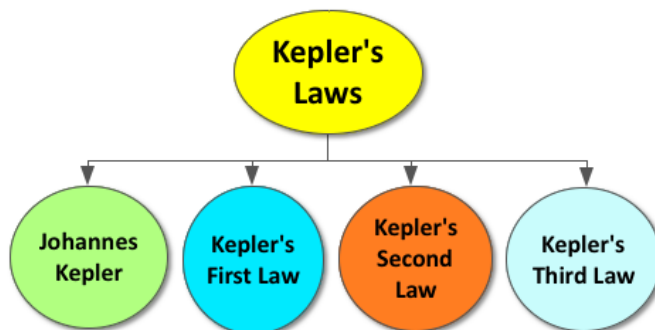 Kepler's
Laws
Johannes
Kepler
Kepler's
First Law
Kepler's
Second
Law
Kepler's
Third Law